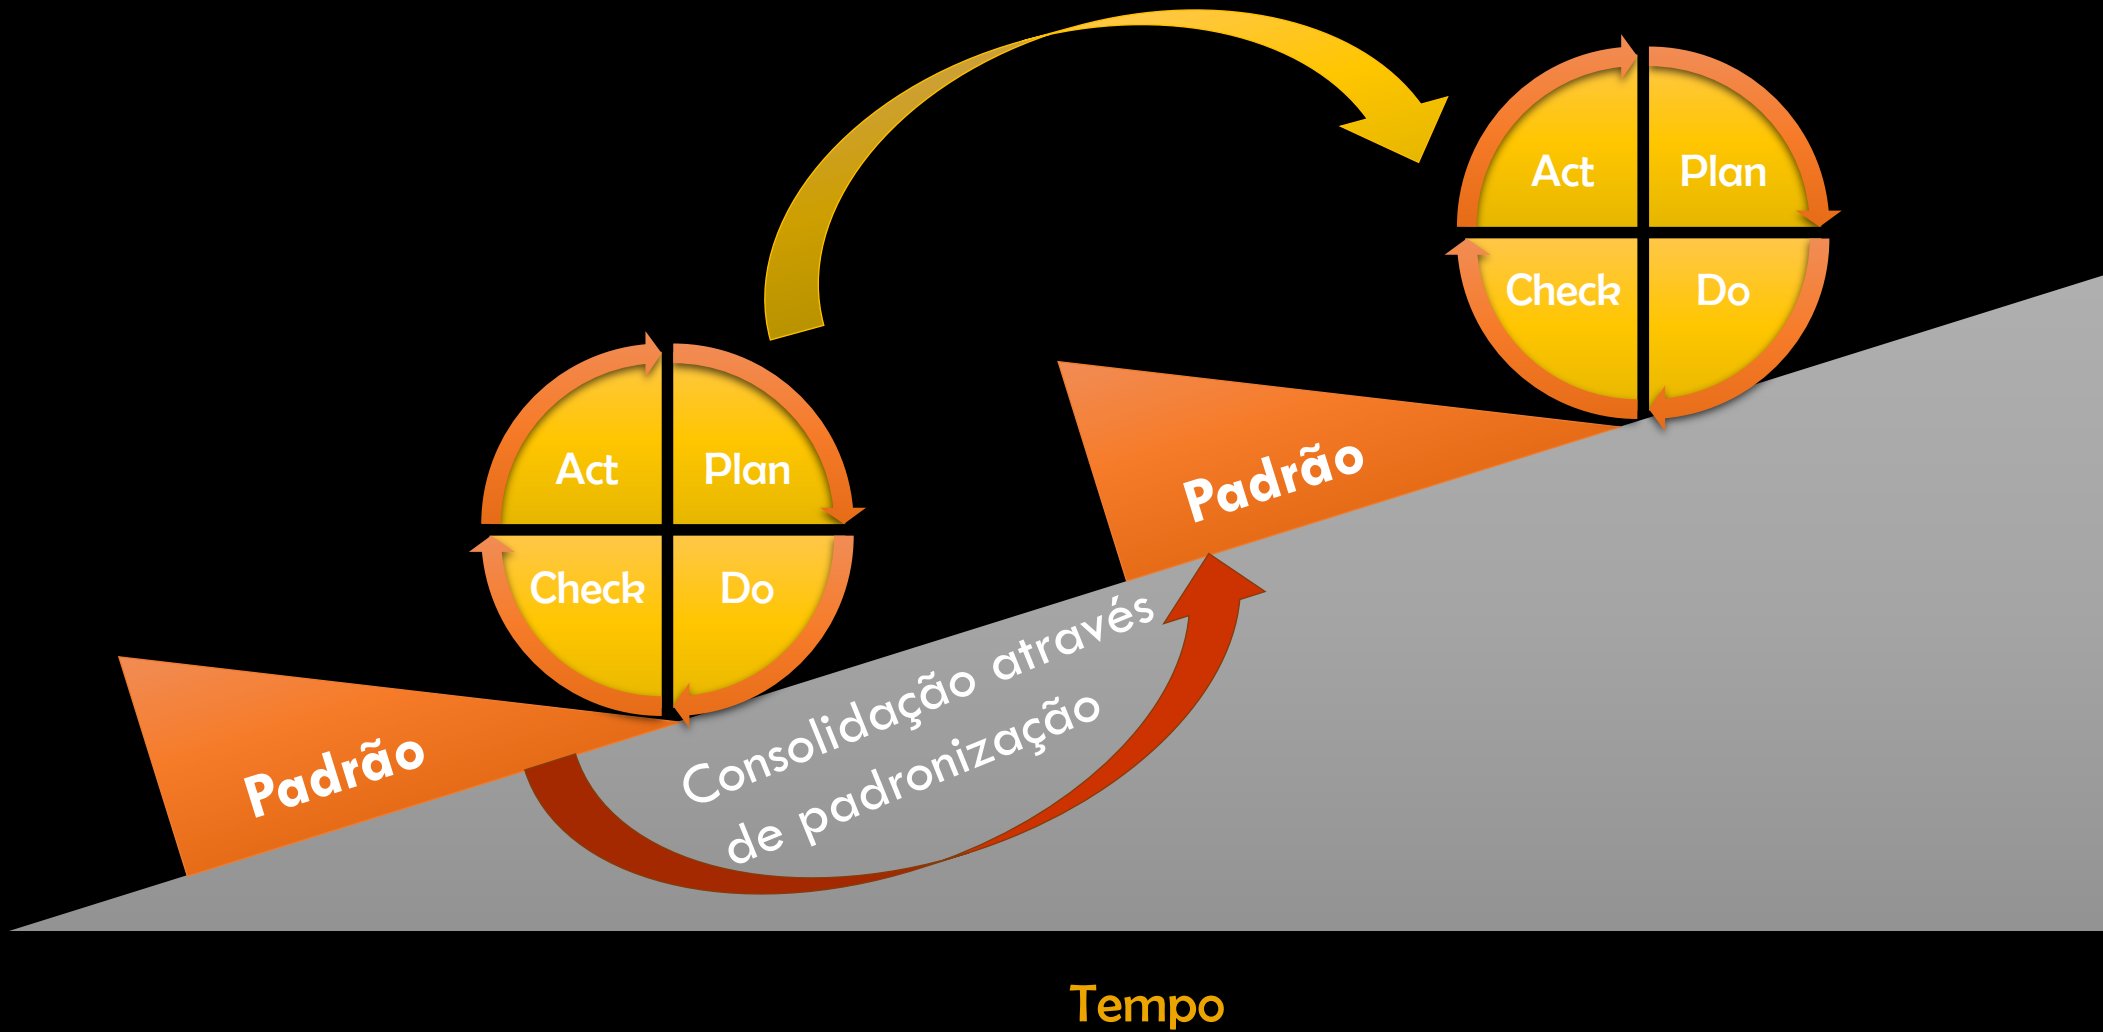 Act
Plan
Check
Do
Act
Plan
Check
Do
Padrão
Padrão
Consolidação através
de padronização
Tempo